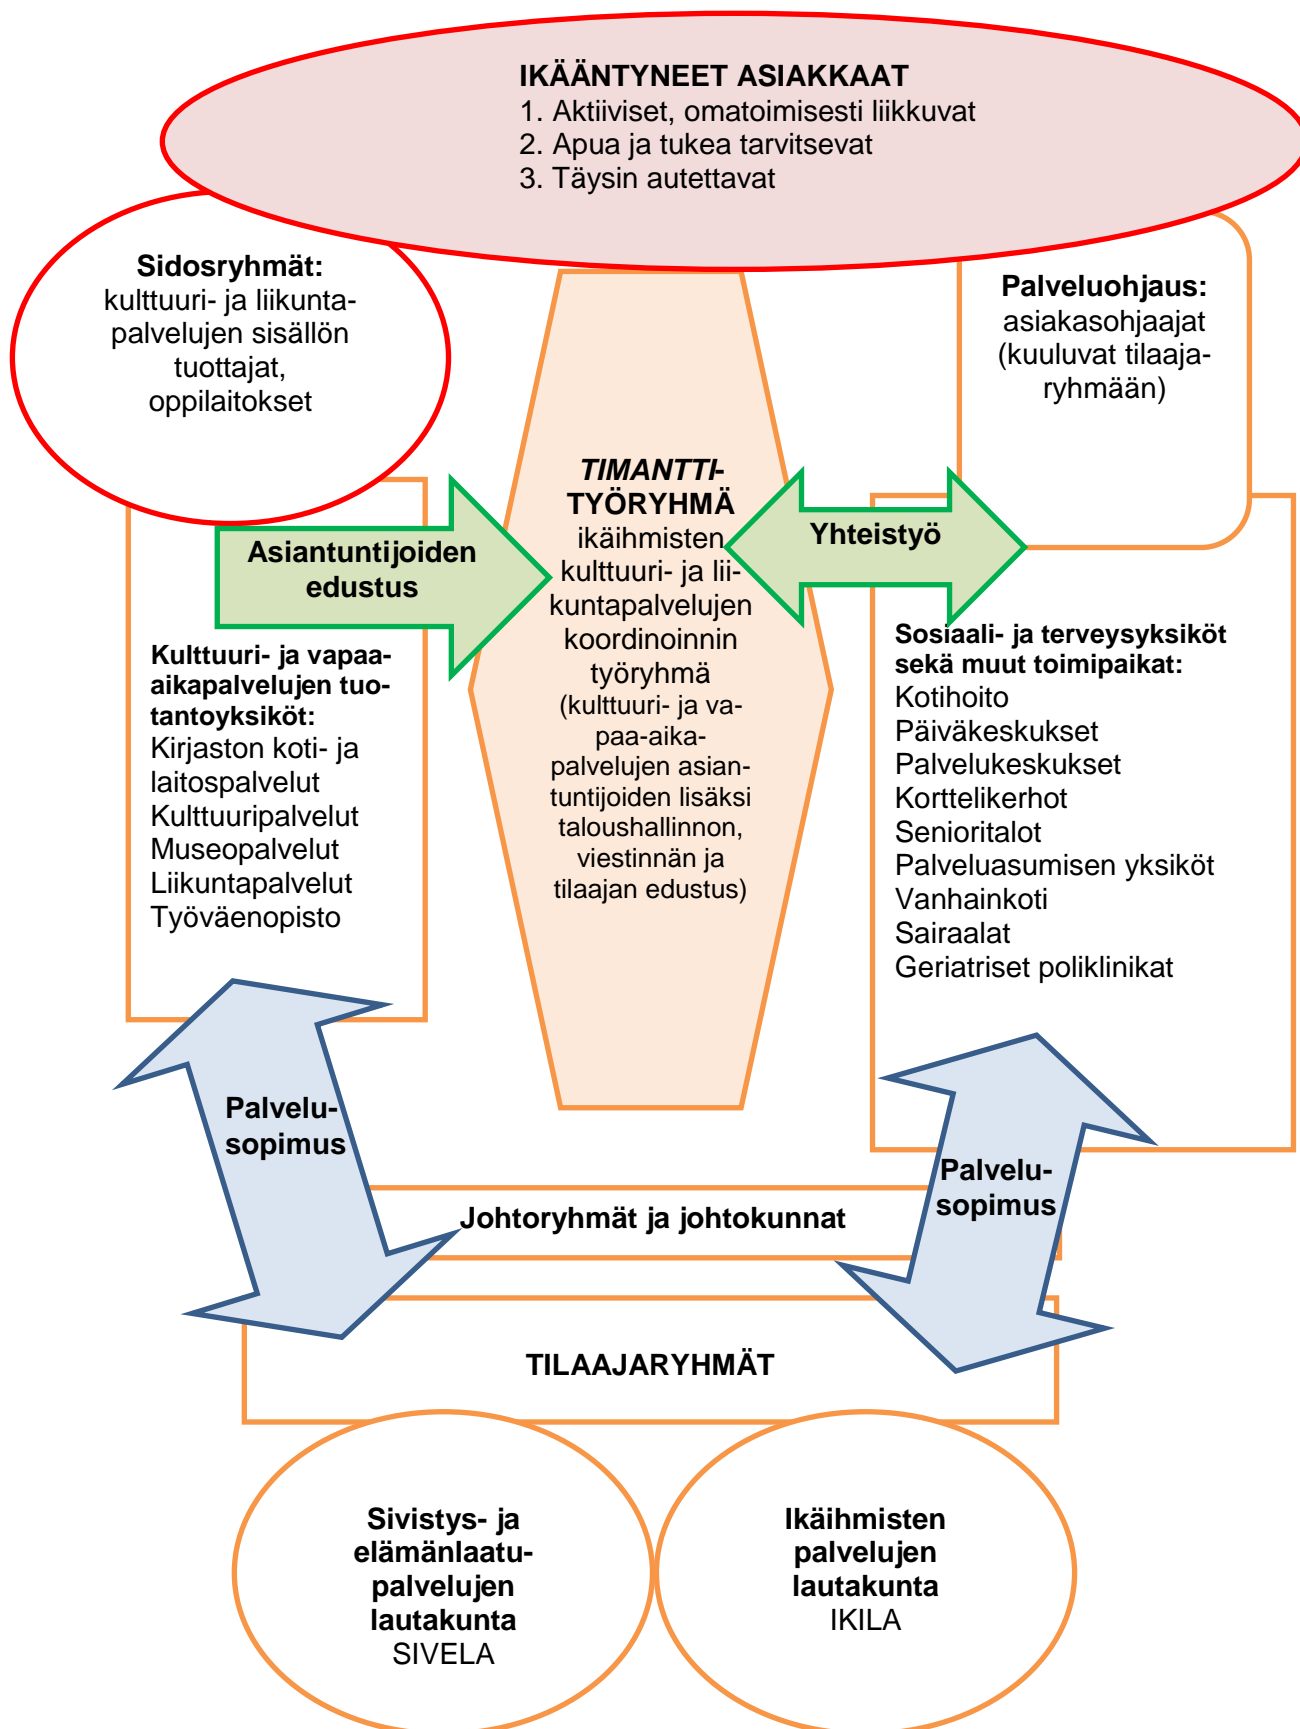 IKÄÄNTYNEET ASIAKKAAT
1. Aktiiviset, omatoimisesti liikkuvat
2. Apua ja tukea tarvitsevat
3. Täysin autettavat
Sidosryhmät:
kulttuuri- ja liikunta-
palvelujen sisällön
tuottajat,
oppilaitokset
Palveluohjaus:
asiakasohjaajat
(kuuluvat tilaaja-
ryhmään)
Asiantuntijoiden
edustus
TIMANTTI-
TYÖRYHMÄ
ikäihmisten
kulttuuri- ja lii-
kuntapalvelujen
koordinoinnin
työryhmä
(kulttuuri- ja va-
paa-aika-
palvelujen asian-
tuntijoiden lisäksi
taloushallinnon,
viestinnän ja
tilaajan edustus)
Yhteistyö
Kulttuuri- ja vapaa-
aikapalvelujen tuo-
tantoyksiköt:
Kirjaston koti- ja
laitospalvelut
Kulttuuripalvelut
Museopalvelut
Liikuntapalvelut
Työväenopisto
Sosiaali- ja terveysyksiköt
sekä muut toimipaikat:
Kotihoito
Päiväkeskukset
Palvelukeskukset
Korttelikerhot
Senioritalot
Palveluasumisen yksiköt
Vanhainkoti
Sairaalat
Geriatriset poliklinikat
Palvelu-
sopimus
Palvelu-
sopimus
Johtoryhmät ja johtokunnat
TILAAJARYHMÄT
Sivistys- ja
elämänlaatu-
palvelujen
lautakunta
SIVELA
Ikäihmisten
palvelujen
lautakunta
IKILA